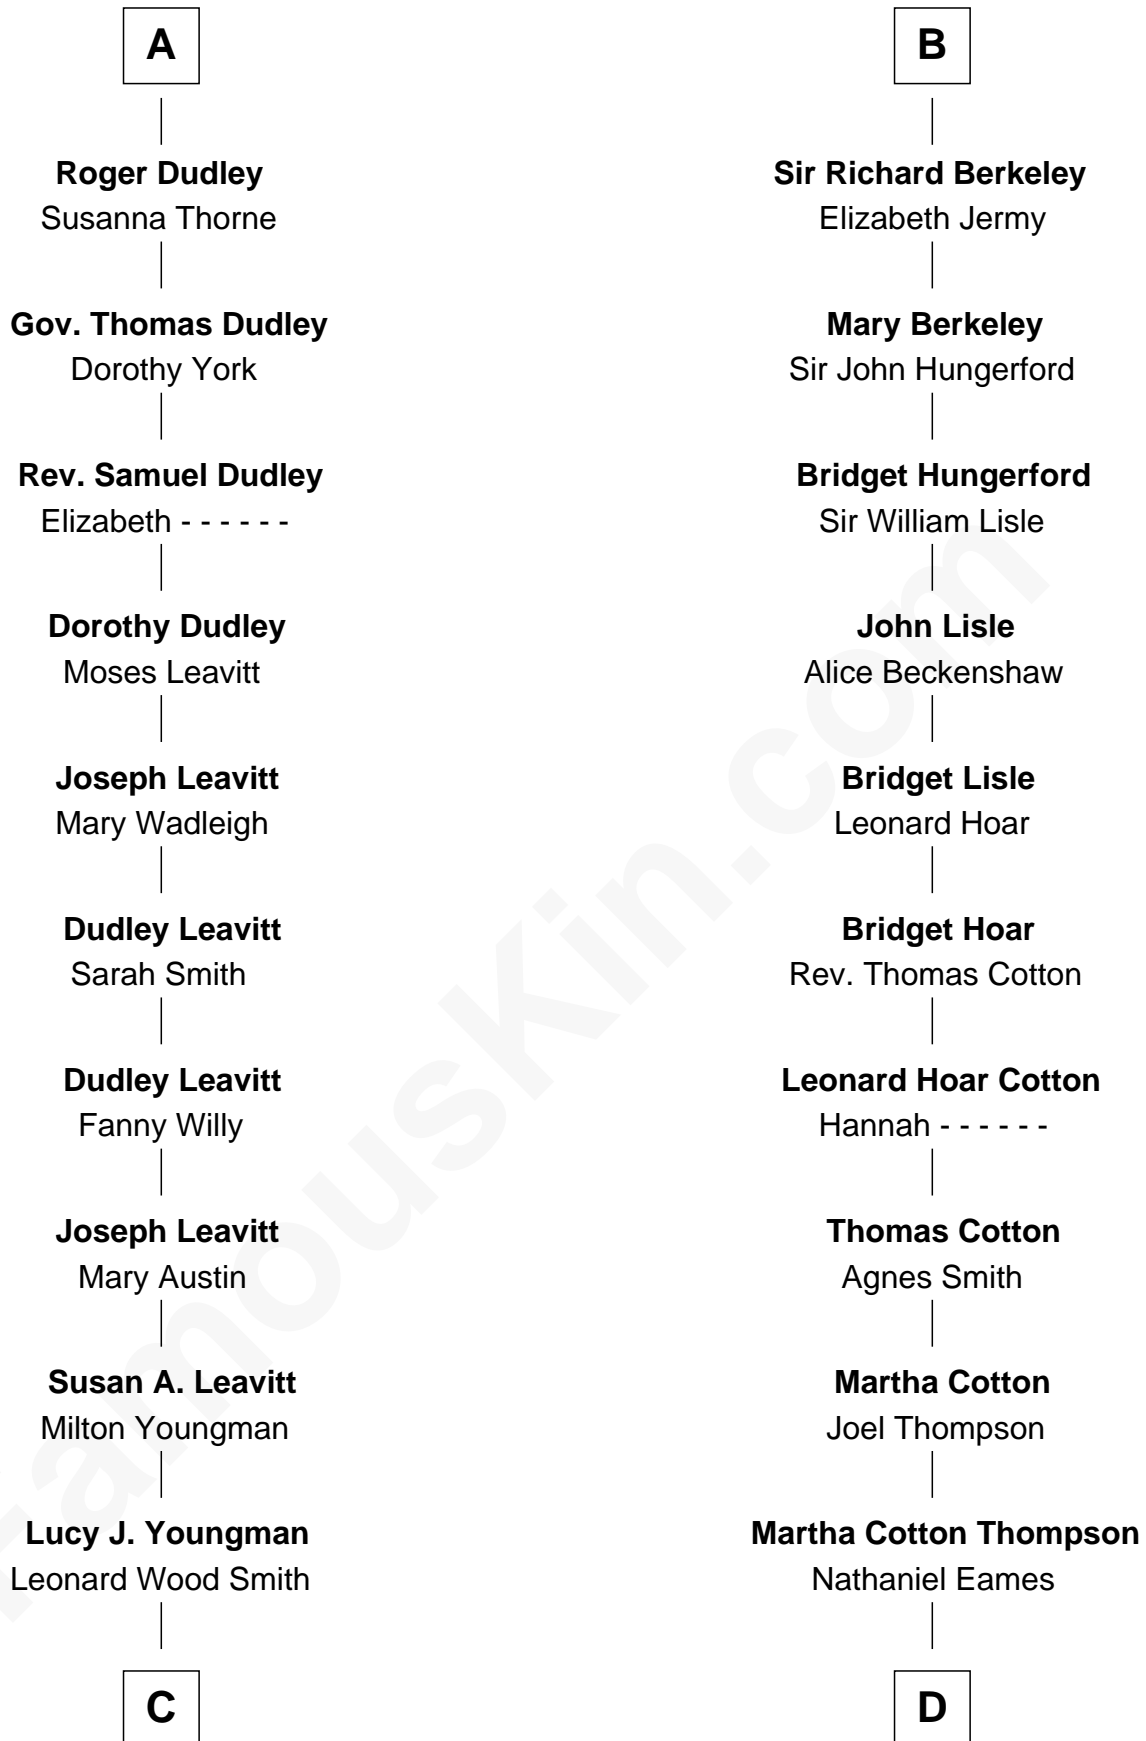 A
Roger Dudley
Susanna Thorne
Gov. Thomas Dudley
Dorothy York
Rev. Samuel Dudley
Elizabeth - - - - - -
Dorothy Dudley
Moses Leavitt
Joseph Leavitt
Mary Wadleigh
Dudley Leavitt
Sarah Smith
Dudley Leavitt
Fanny Willy
Joseph Leavitt
Mary Austin
Susan A. Leavitt
Milton Youngman
Lucy J. Youngman
Leonard Wood Smith
C
B
Sir Richard Berkeley
Elizabeth Jermy
Mary Berkeley
Sir John Hungerford
Bridget Hungerford
Sir William Lisle
John Lisle
Alice Beckenshaw
Bridget Lisle
Leonard Hoar
Bridget Hoar
Rev. Thomas Cotton
Leonard Hoar Cotton
Hannah - - - - - -
Thomas Cotton
Agnes Smith
Martha Cotton
Joel Thompson
Martha Cotton Thompson
Nathaniel Eames
D
FamousKin.com